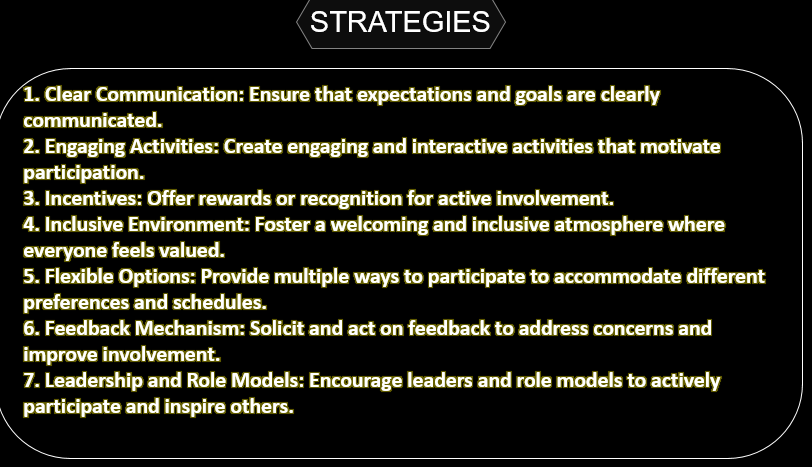 STRATEGIES
1. Clear Communication: Ensure that expectations and goals are clearly
communicated.
2. Engaging Activities: Create engaging and interactive activities that motivate
participation.
3. Incentives: Offer rewards or recognition for active involvement.
4. Inclusive Environment: Foster a welcoming and inclusive atmosphere where
everyone feels valued.
5. Flexible Options: Provide multiple ways to participate to accommodate different
preferences and schedules.
6. Feedback Mechanism: Solicit and act on feedback to address concerns and
improve involvement.
7. Leadership and Role Models: Encourage leaders and role models to actively
participate and inspire others.